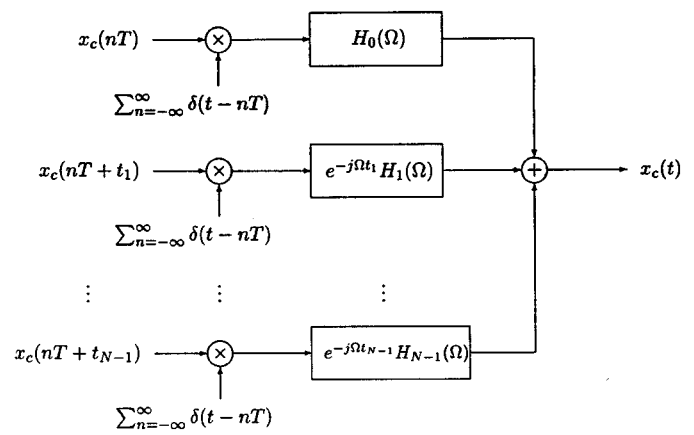 x_c(nT) × H_0(Ω)
∑_{n=-∞}^{∞} δ(t − nT)
x_c(nT + t_1) × e^{-jΩt_1} H_1(Ω) + x_c(t)
∑_{n=-∞}^{∞} δ(t − nT)
⋮ ⋮ ⋮
x_c(nT + t_{N-1}) × e^{-jΩt_{N-1}} H_{N-1}(Ω)
∑_{n=-∞}^{∞} δ(t − nT)